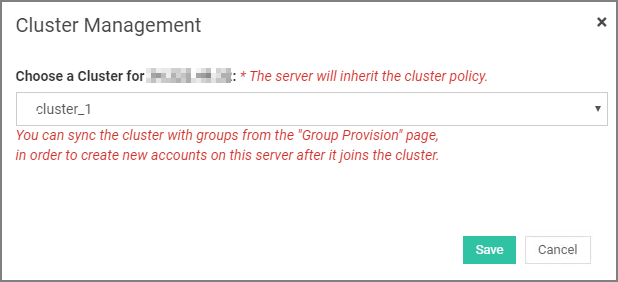 Cluster Management ×
Choose a Cluster for : * The server will inherit the cluster policy.
cluster_1
You can sync the cluster with groups from the "Group Provision" page,
in order to create new accounts on this server after it joins the cluster.
Save Cancel